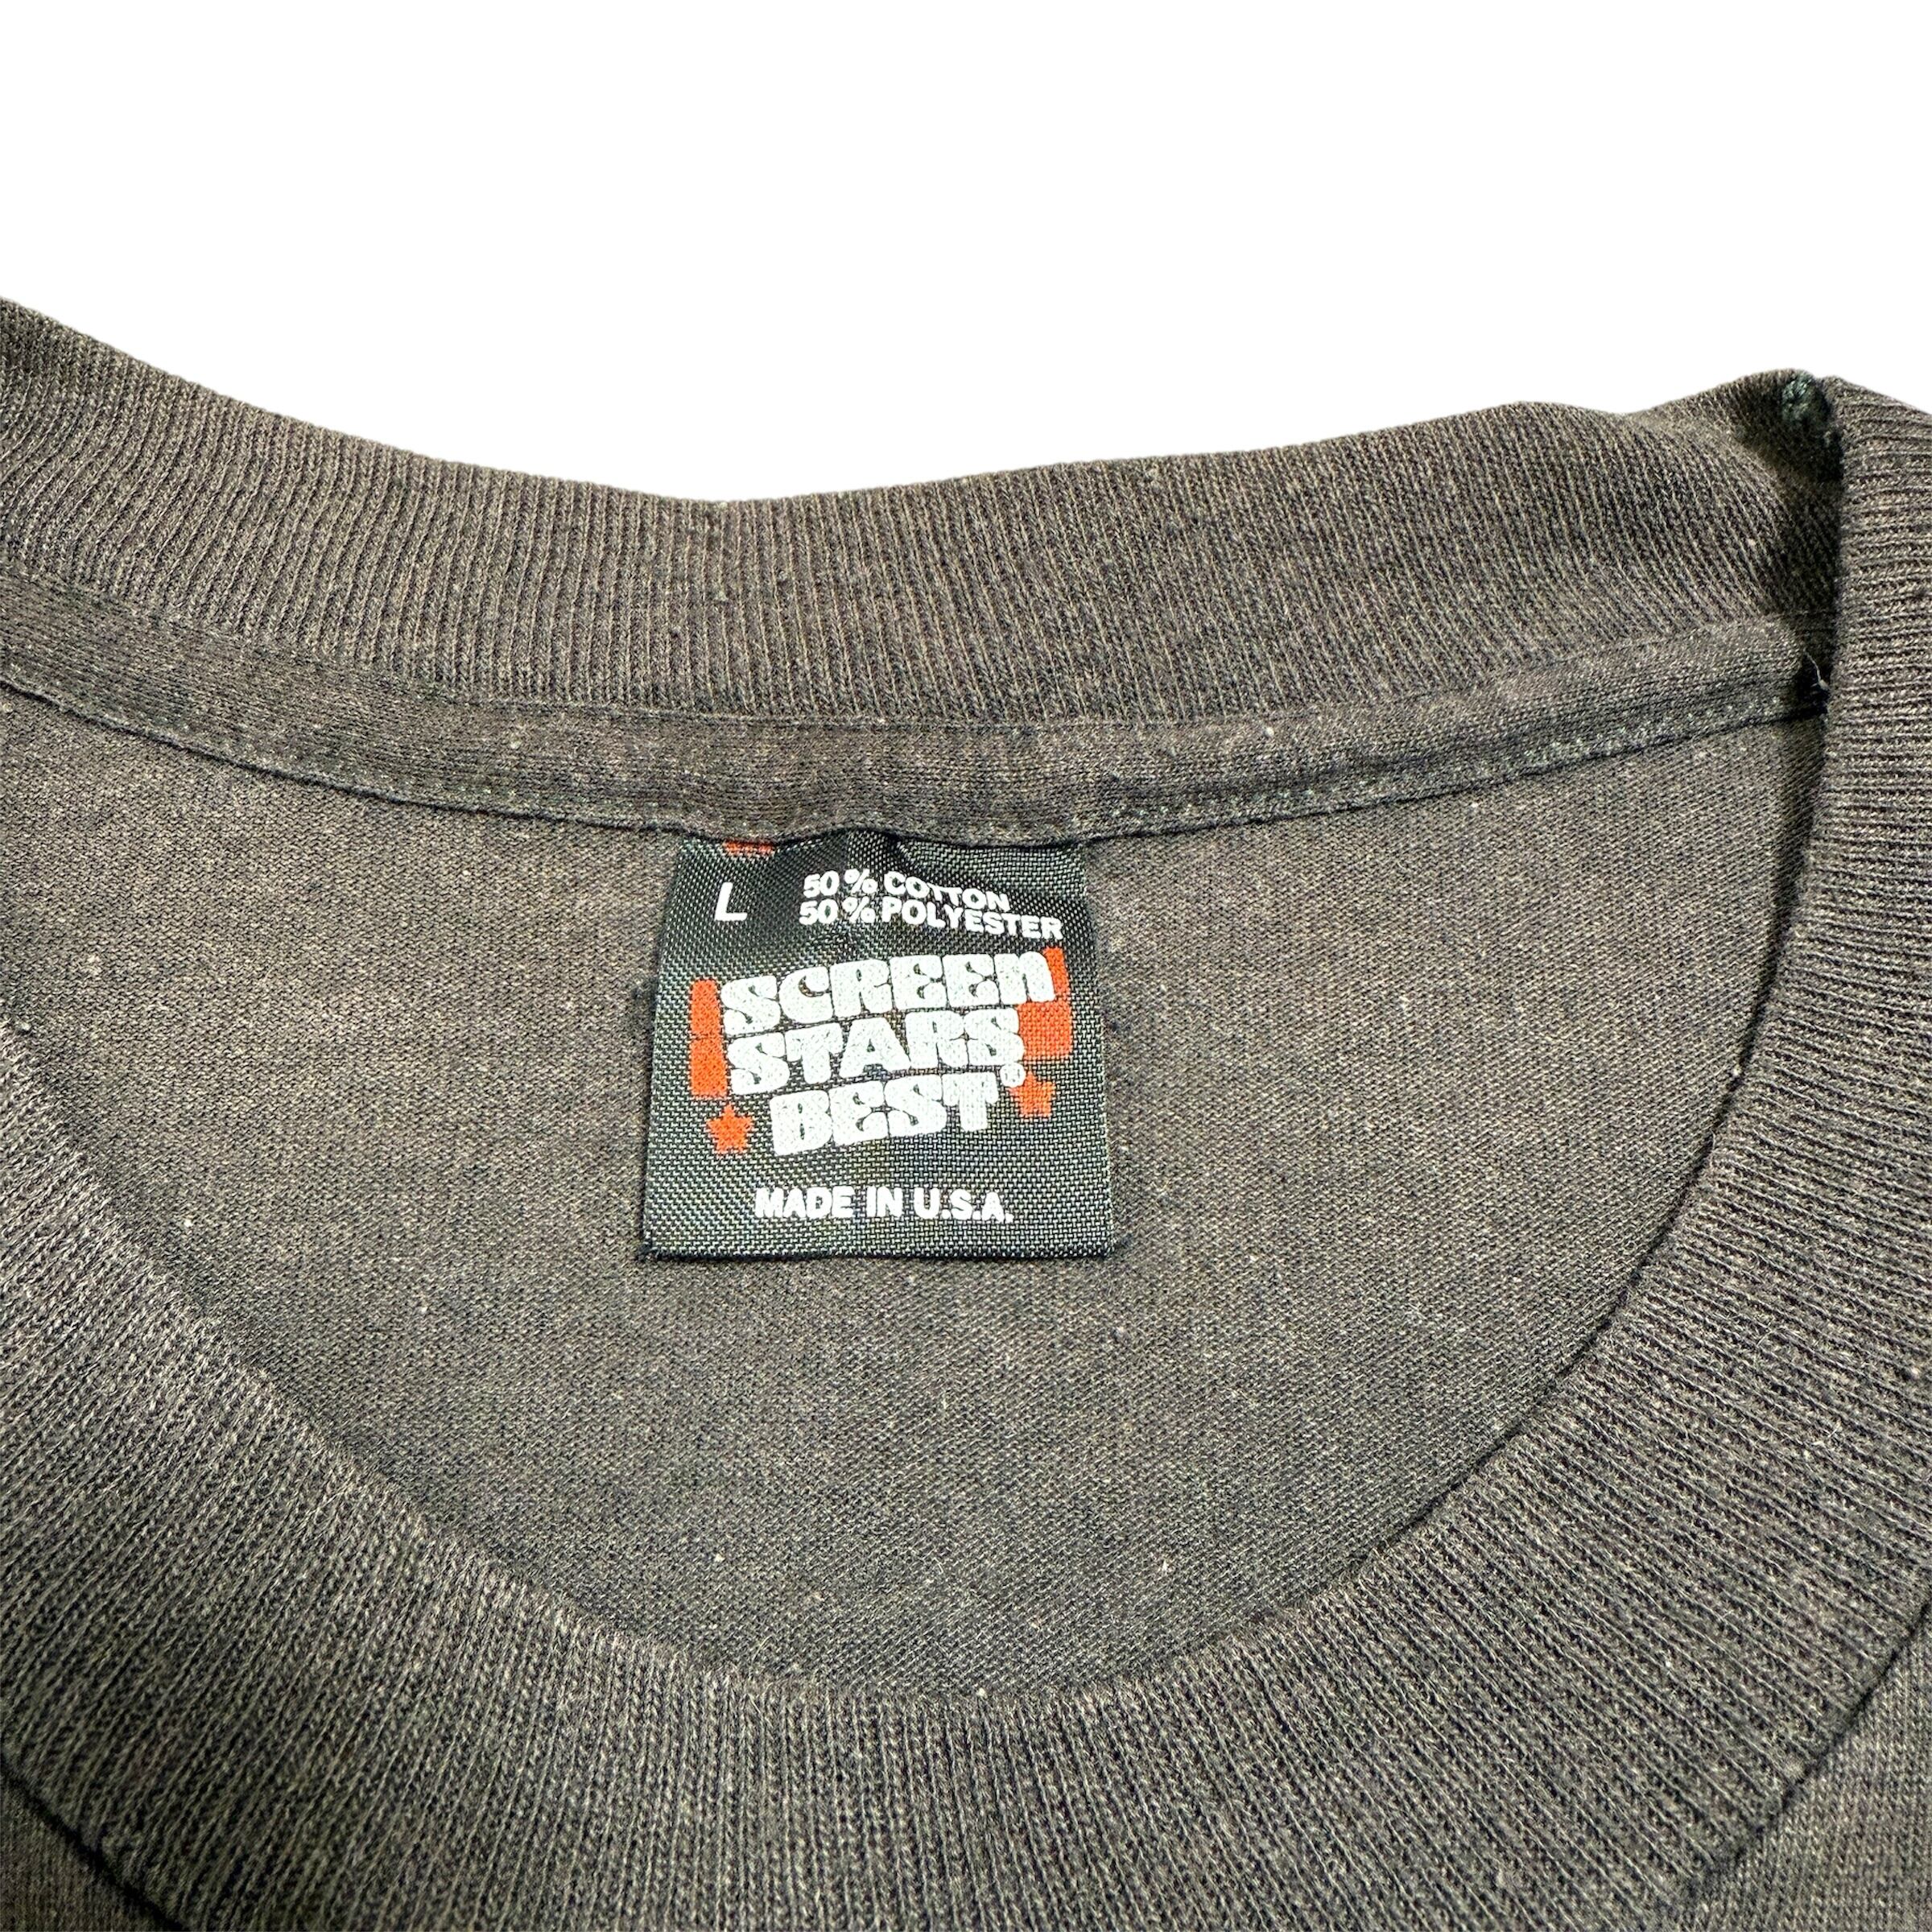 L
50% COTTON
50% POLYESTER
SCREEN
STARS
BEST®
MADE IN U.S.A.